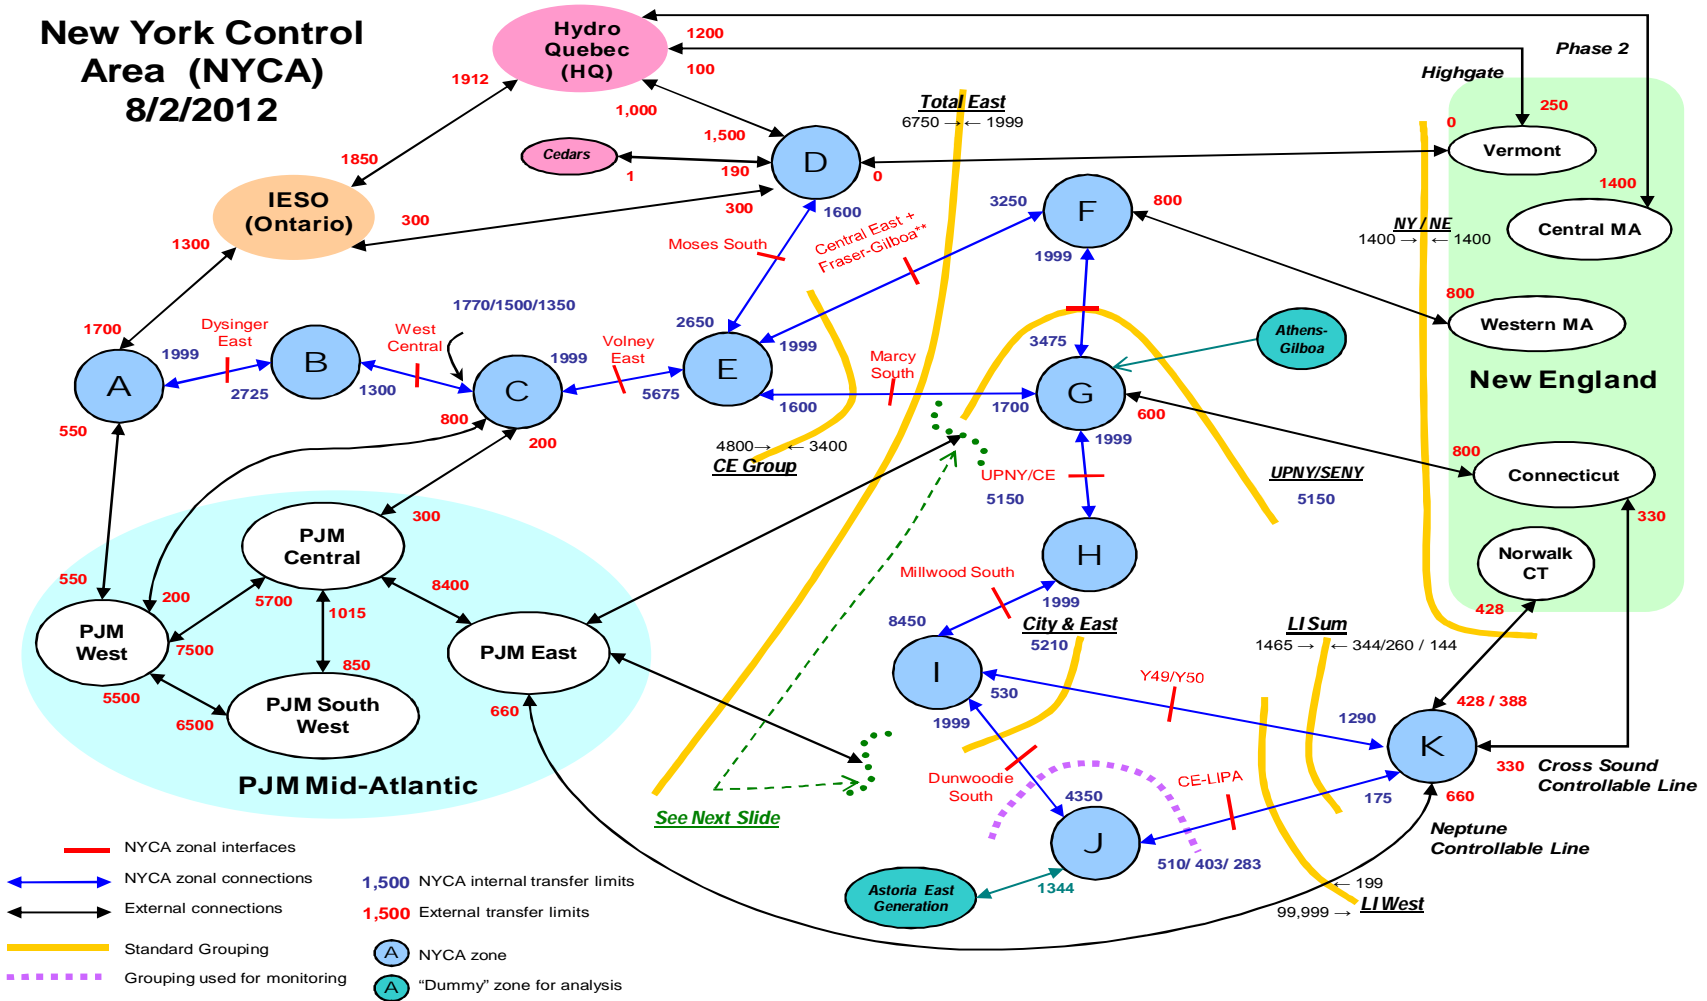 New York Control
Area (NYCA)
8/2/2012
Hydro
Quebec
(HQ)
1200
100
Phase 2
Highgate
1912
1,000
1,500
Total East
6750 →← 1999
250
0
Vermont
Cedars
1
190
D
0
1850
IESO
(Ontario)
300
300
1600
1400
Central MA
3250
F
800
NY / NE
1400 → ← 1400
1300
Moses South
Central East +
Fraser-Gilboa**
1999
1770/1500/1350
800
Western MA
1700
Dysinger
East
West
Central
Volney
East
2650
1999
Marcy
South
3475
Athens-
Gilboa
A
1999
2725
B
1300
C
1999
5675
E
1600
1700
G
600
New England
550
800
200
1999
4800→ ← 3400
CE Group
UPNY/CE
5150
UPNY/SENY
5150
800
Connecticut
330
PJM
Central
300
H
Norwalk
CT
428
550
200
5700
1015
8400
Millwood South
1999
8450
City & East
5210
LI Sum
1465 → ← 344/260 / 144
PJM
West
7500
PJM East
850
5500
6500
PJM South
West
660
I
530
1999
Y49/Y50
1290
428 / 388
K
330
Cross Sound
Controllable Line
PJM Mid-Atlantic
Dunwoodie
South
CE-LIPA
175
660
See Next Slide
4350
J
510/ 403/ 283
Neptune
Controllable Line
1344
Astoria East
Generation
← 199
99,999 →
LI West
NYCA zonal interfaces
NYCA zonal connections
External connections
Standard Grouping
Grouping used for monitoring
1,500 NYCA internal transfer limits
1,500 External transfer limits
A NYCA zone
A "Dummy" zone for analysis